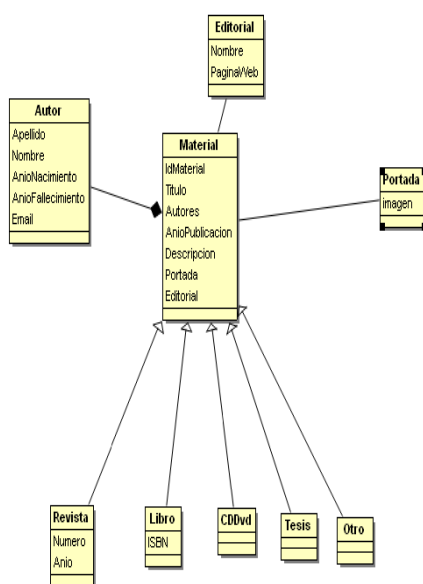 Editorial
Nombre
PaginaWeb
Autor
Apellido
Nombre
AnioNacimiento
AnioFallecimiento
Email
Material
IdMaterial
Titulo
Autores
AnioPublicacion
Descripcion
Portada
Editorial
Portada
imagen
Revista
Numero
Anio
Libro
ISBN
CDDvd
Tesis
Otro